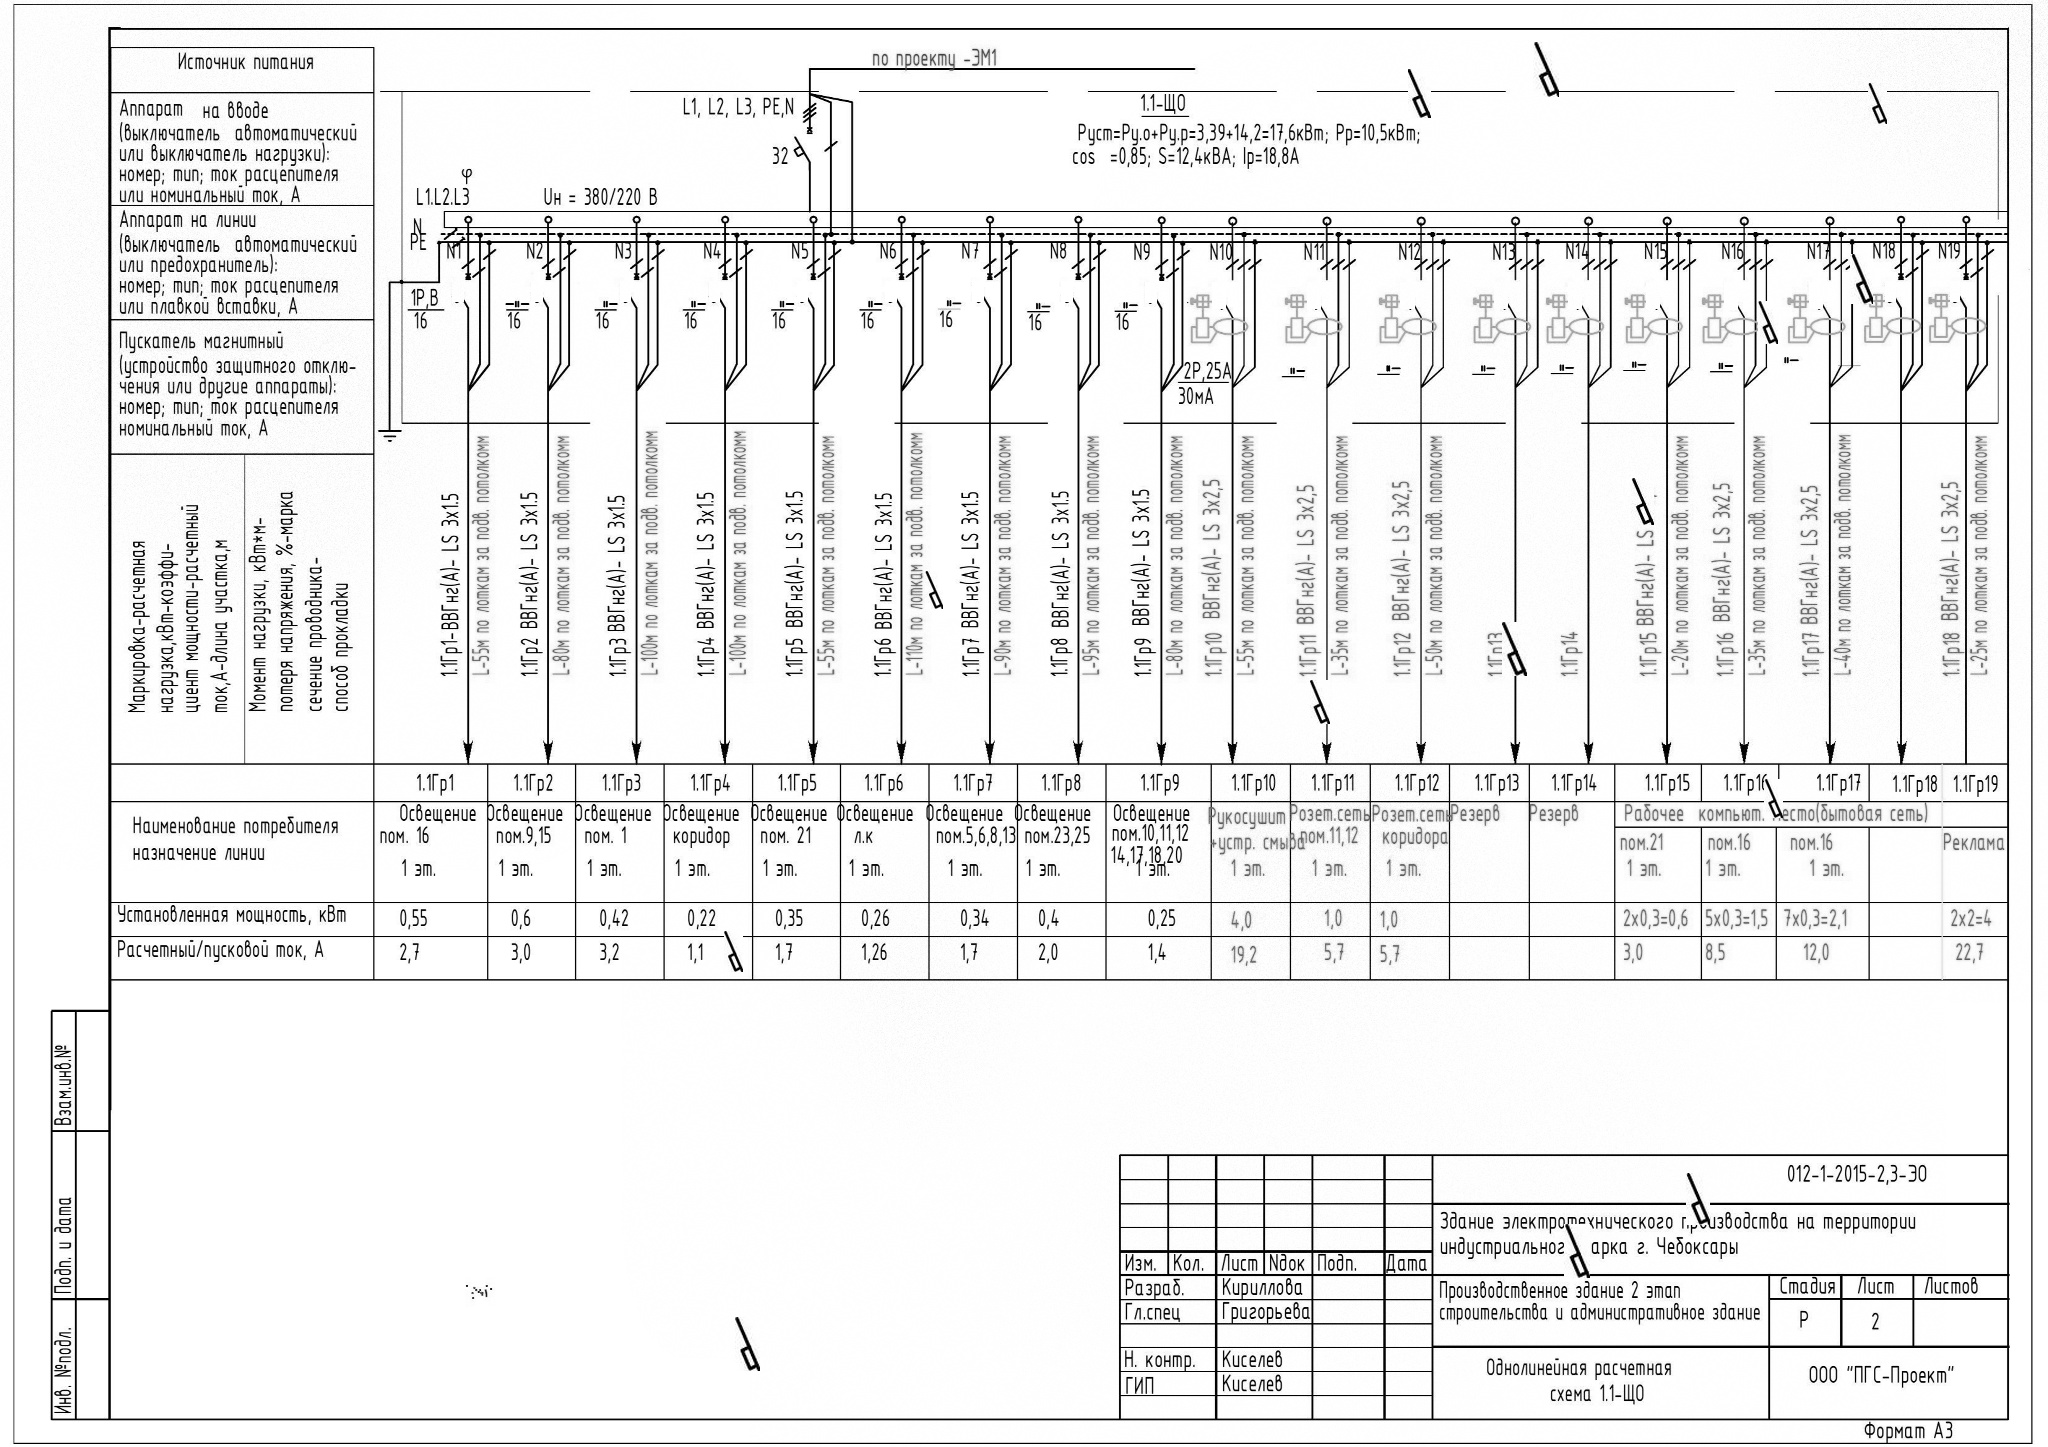 Источник питания
Аппарат на вводе
(выключатель автоматический
или выключатель нагрузки):
номер; тип; ток расцепителя
или номинальный ток, А
Аппарат на линии
(выключатель автоматический
или предохранитель):
номер; тип; ток расцепителя
или плавкой вставки, А
Пускатель магнитный
(устройство защитного отклю-
чения или другие аппараты):
номер; тип; ток расцепителя
номинальный ток, А
Маркировка-расчетная
нагрузка,кВт-коэффи-
циент мощности-расчетный
ток,А-длина участка,м
Момент нагрузки, кВт*м-
потеря напряжения, %-марка
сечение проводника-
способ прокладки
по проекту -ЭМ1
L1, L2, L3, PE,N
32
1.1-ЩО
Руст=Ру.о+Ру.р=3,39+14,2=17,6кВт; Рр=10,5кВт;
cos =0,85; S=12,4кВА; Iр=18,8А
φ
L1.L2.L3
Uн = 380/220 В
N
PE
N1 N2 N3 N4 N5 N6 N7 N8 N9 N10 N11 N12 N13 N14 N15 N16 N17 N18 N19
1Р,В
16
-"- 16
-"- 16
-"- 16
-"- 16
-"- 16
-"- 16
-"- 16
-"- 16
2Р,25А
30мА
-"- -"- -"- -"- -"- -"- -"-
1.1Гр1-ВВГнг(А)- LS 3х1.5
L-55м по лоткам за подв. потолкомм
1.1Гр2 ВВГнг(А)- LS 3х1.5
L-80м по лоткам за подв. потолкомм
1.1Гр3 ВВГнг(А)- LS 3х1.5
L-100м по лоткам за подв. потолкомм
1.1Гр4 ВВГнг(А)- LS 3х1.5
L-100м по лоткам за подв. потолкомм
1.1Гр5 ВВГнг(А)- LS 3х1.5
L-55м по лоткам за подв. потолкомм
1.1Гр6 ВВГнг(А)- LS 3х1.5
L-110м по лоткам за подв. потолкомм
1.1Гр7 ВВГнг(А)- LS 3х1.5
L-90м по лоткам за подв. потолкомм
1.1Гр8 ВВГнг(А)- LS 3х1.5
L-95м по лоткам за подв. потолкомм
1.1Гр9 ВВГнг(А)- LS 3х1.5
L-80м по лоткам за подв. потолкомм
1.1Гр10 ВВГнг(А)- LS 3х2,5
L-55м по лоткам за подв. потолкомм
1.1Гр11 ВВГнг(А)- LS 3х2,5
L-35м по лоткам за подв. потолкомм
1.1Гр12 ВВГнг(А)- LS 3х2,5
L-50м по лоткам за подв. потолкомм
1.1Гп13
1.1Гр14
1.1Гр15 ВВГнг(А)- LS 3х2,5
L-20м по лоткам за подв. потолкомм
1.1Гр16 ВВГнг(А)- LS 3х2,5
L-35м по лоткам за подв. потолкомм
1.1Гр17 ВВГнг(А)- LS 3х2,5
L-40м по лоткам за подв. потолкомм
1.1Гр18 ВВГнг(А)- LS 3х2,5
L-25м по лоткам за подв. потолкомм
1.1Гр1 1.1Гр2 1.1Гр3 1.1Гр4 1.1Гр5 1.1Гр6 1.1Гр7 1.1Гр8 1.1Гр9 1.1Гр10 1.1Гр11 1.1Гр12 1.1Гр13 1.1Гр14 1.1Гр15 1.1Гр16 1.1Гр17 1.1Гр18 1.1Гр19
Наименование потребителя
назначение линии
Освещение
пом. 16
1 эт.
Освещение
пом.9,15
1 эт.
Освещение
пом. 1
1 эт.
Освещение
коридор
1 эт.
Освещение
пом. 21
1 эт.
Освещение
л.к
1 эт.
Освещение
пом.5,6,8,13
1 эт.
Освещение
пом.23,25
1 эт.
Освещение
пом.10,11,12
14,17,18,20
1 эт.
Рукосушит
+устр. смыва
1 эт.
Розет.сеть
пом.11,12
1 эт.
Розет.сеть
коридора
1 эт.
Резерв
Резерв
Рабочее компьют. место(бытовая сеть)
пом.21
1 эт.
пом.16
1 эт.
пом.16
1 эт.
Реклама
Установленная мощность, кВт 0,55 0,6 0,42 0,22 0,35 0,26 0,34 0,4 0,25 4,0 1,0 1,0 2х0,3=0,6 5х0,3=1,5 7х0,3=2,1 2х2=4
Расчетный/пусковой ток, А 2,7 3,0 3,2 1,1 1,7 1,26 1,7 2,0 1,4 19,2 5,7 5,7 3,0 8,5 12,0 22,7
Взам.инв.№
Подп. и дата
Инв. №подл.
012-1-2015-2,3-ЭО
Здание электротехнического производства на территории
индустриальног арка г. Чебоксары
Изм. Кол. Лист Nдок Подп. Дата
Разраб. Кириллова
Гл.спец Григорьева
Н. контр. Киселев
ГИП Киселев
Производственное здание 2 этап
строительства и административное здание
Стадия Лист Листов
Р 2
Однолинейная расчетная
схема 1.1-ЩО
ООО "ПГС-Проект"
Формат А3